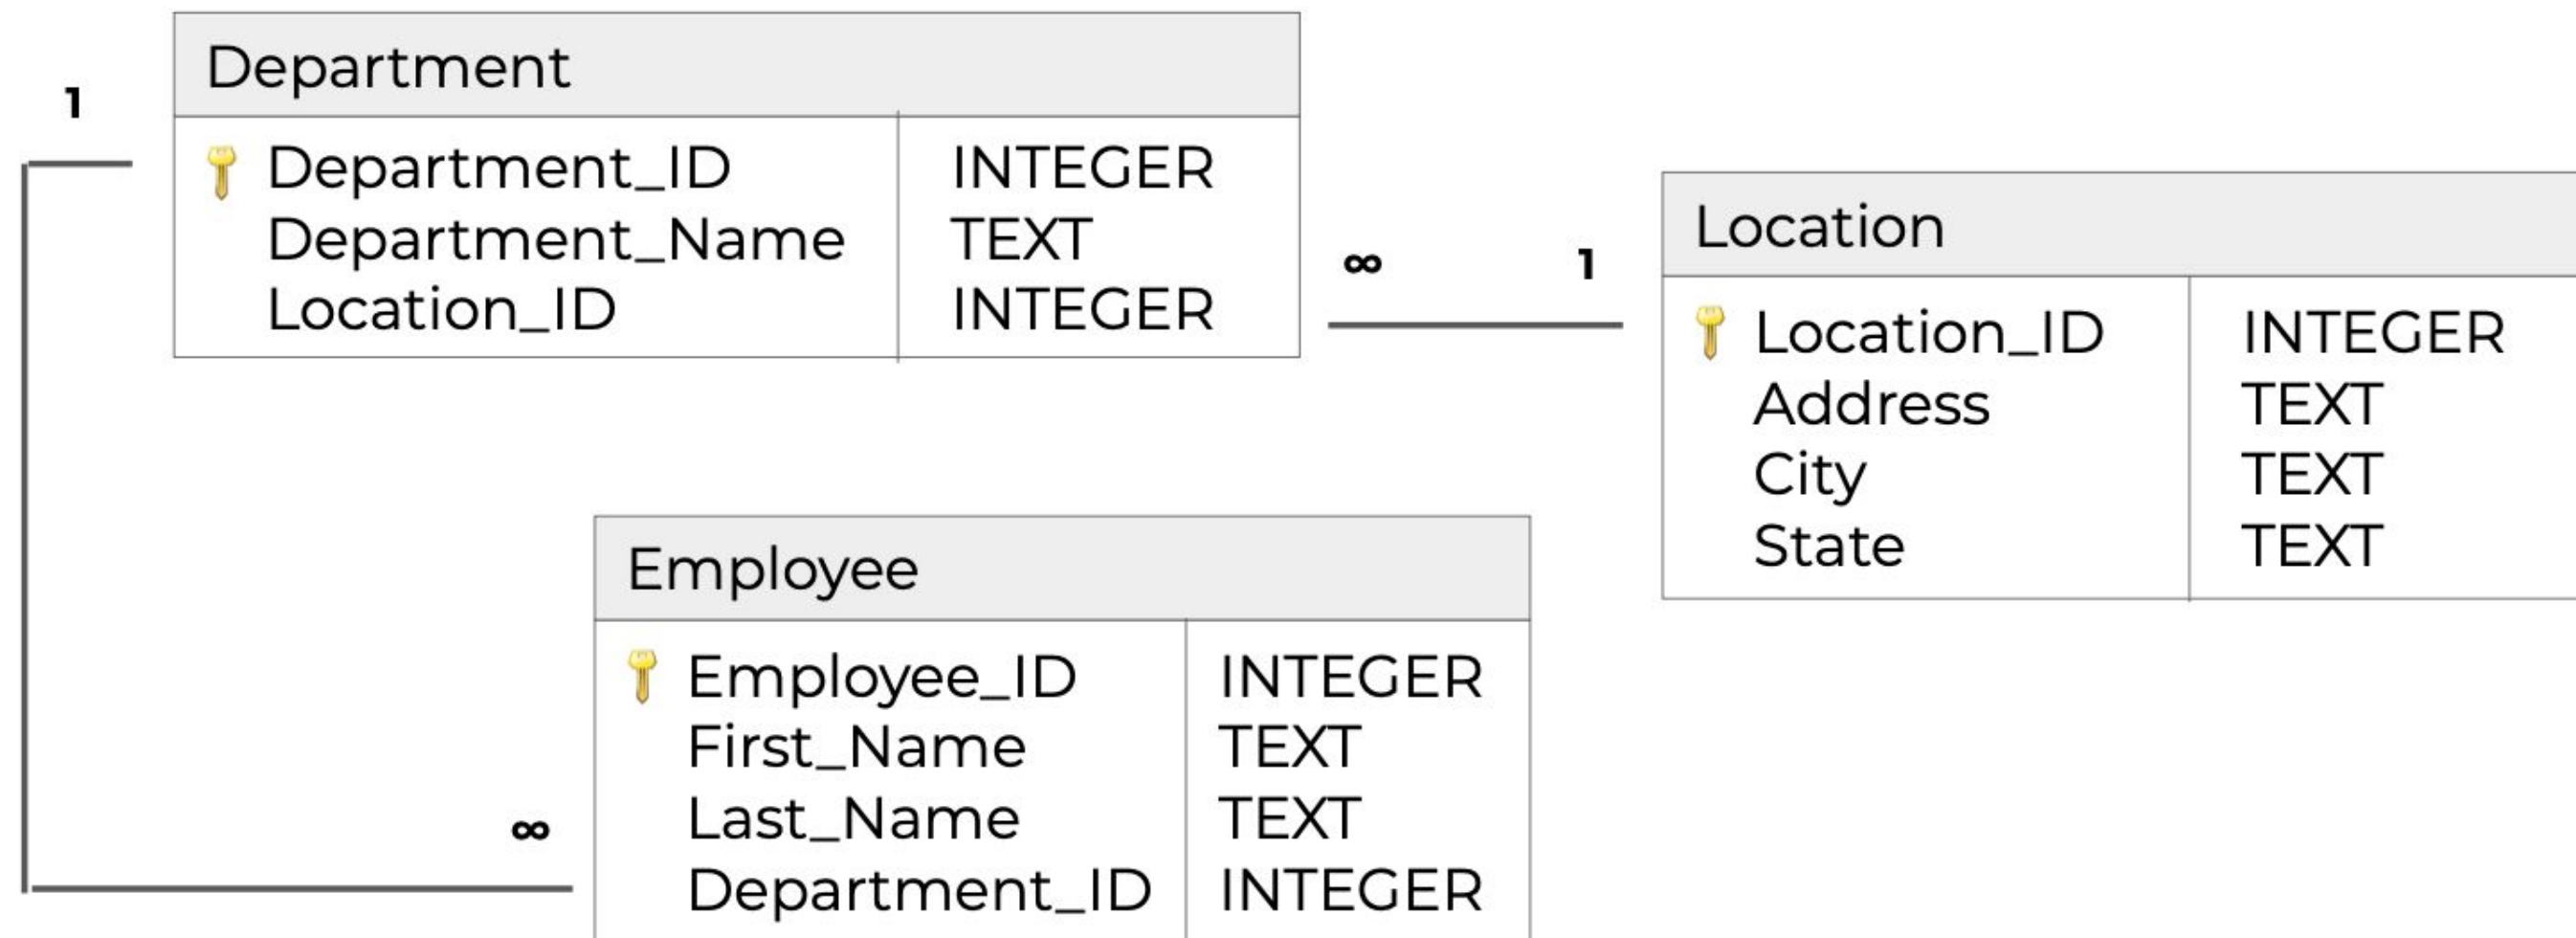 1
Department
Department_ID INTEGER
Department_Name TEXT
Location_ID INTEGER
∞ 1
Location
Location_ID INTEGER
Address TEXT
City TEXT
State TEXT
Employee
Employee_ID INTEGER
First_Name TEXT
Last_Name TEXT
∞
Department_ID INTEGER